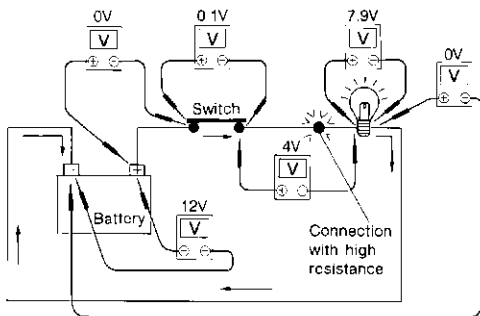 0V
V
0.1V
V
7.9V
V
0V
V
Switch
4V
V
Battery
12V
V
Connection
with high
resistance